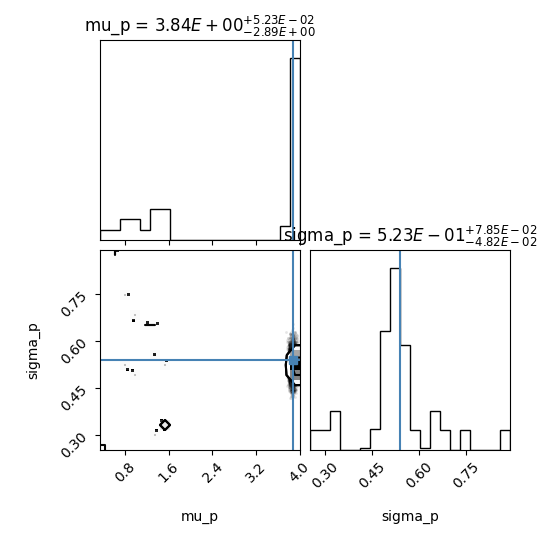 mu_p = 3.84E+00+5.23E−02 −2.89E+00
sigma_p = 5.23E−01+7.85E−02 −4.82E−02
sigma_p
0.75
0.60
0.45
0.30
0.8 1.6 2.4 3.2 4.0
0.30 0.45 0.60 0.75
mu_p
sigma_p